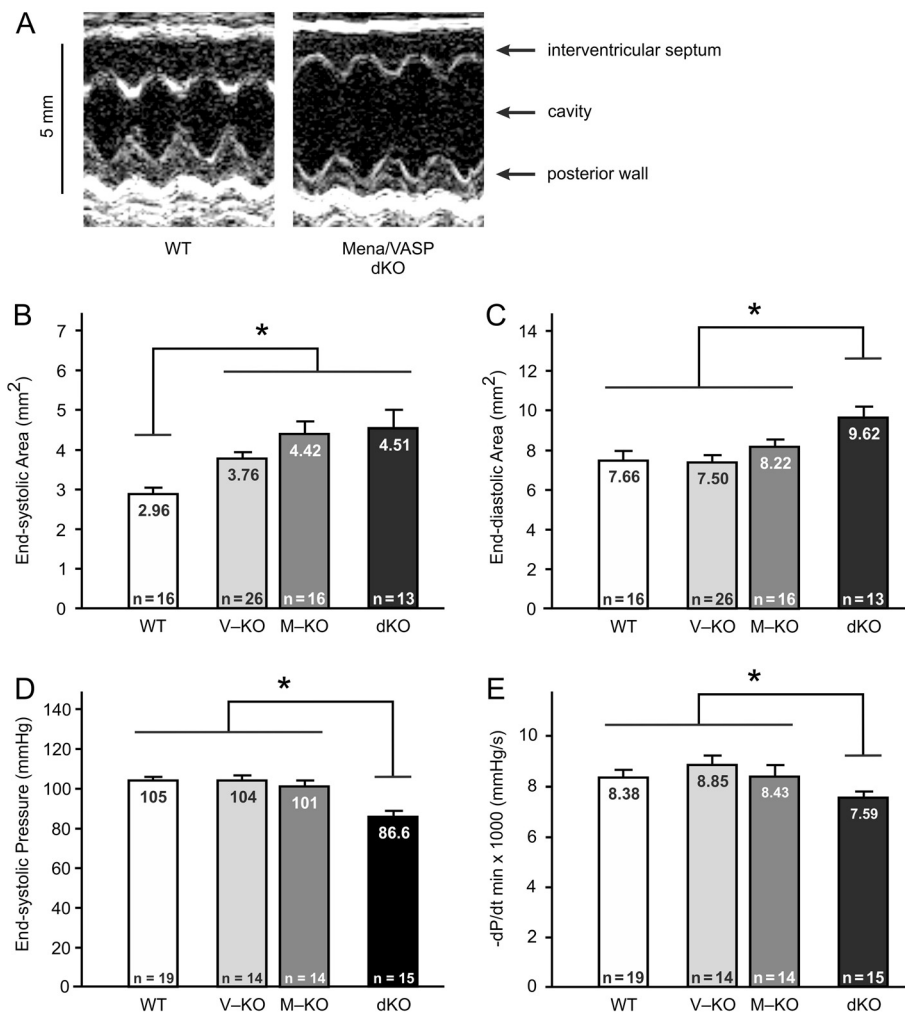 A
5 mm
interventricular septum
cavity
posterior wall
WT
Mena/VASP
dKO
B
End-systolic Area (mm2)
7
6
5
4
3
2
1
0
*
2.96
3.76
4.42
4.51
n = 16
n = 26
n = 16
n = 13
WT
V–KO
M–KO
dKO
C
End-diastolic Area (mm2)
14
12
10
8
6
4
2
0
*
7.66
7.50
8.22
9.62
n = 16
n = 26
n = 16
n = 13
WT
V–KO
M–KO
dKO
D
End-systolic Pressure (mmHg)
140
120
100
80
60
40
20
0
*
105
104
101
86.6
n = 19
n = 14
n = 14
n = 15
WT
V–KO
M–KO
dKO
E
-dP/dt min x 1000 (mmHg/s)
10
8
6
4
2
0
*
8.38
8.85
8.43
7.59
n = 19
n = 14
n = 14
n = 15
WT
V–KO
M–KO
dKO